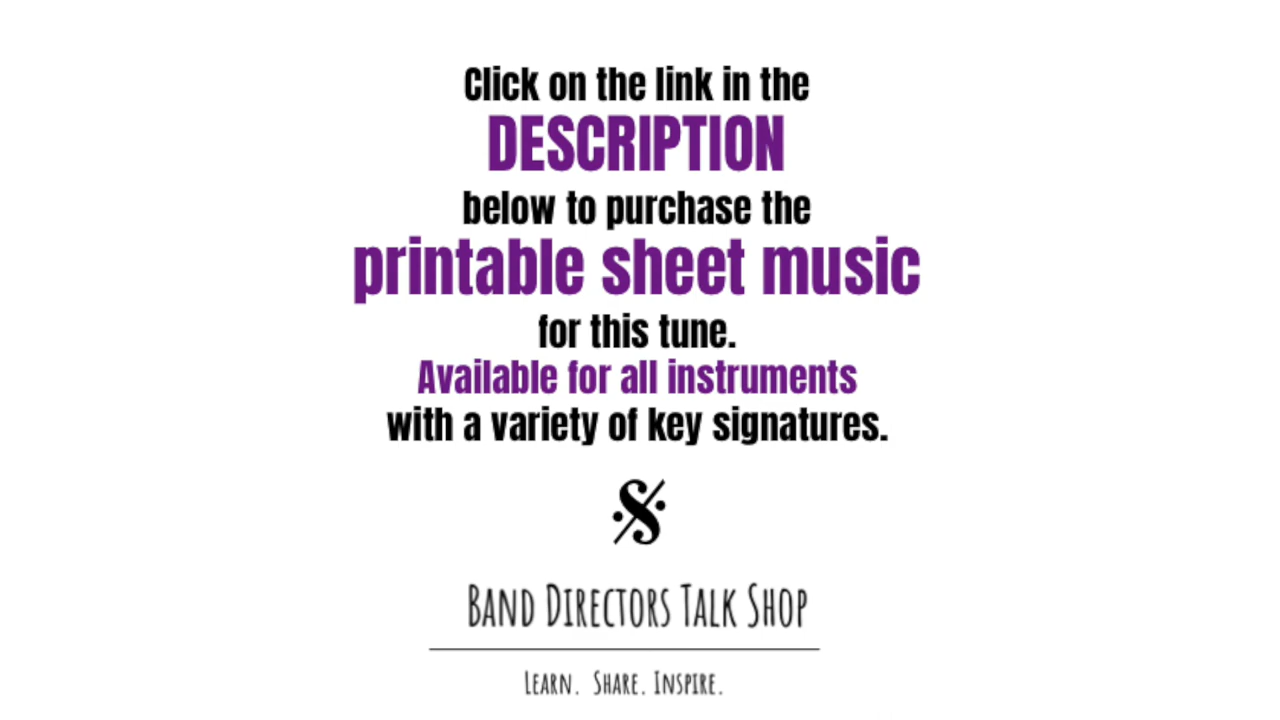 Click on the link in the
DESCRIPTION
below to purchase the
printable sheet music
for this tune.
Available for all instruments
with a variety of key signatures.
Band Directors Talk Shop
Learn. Share. Inspire.